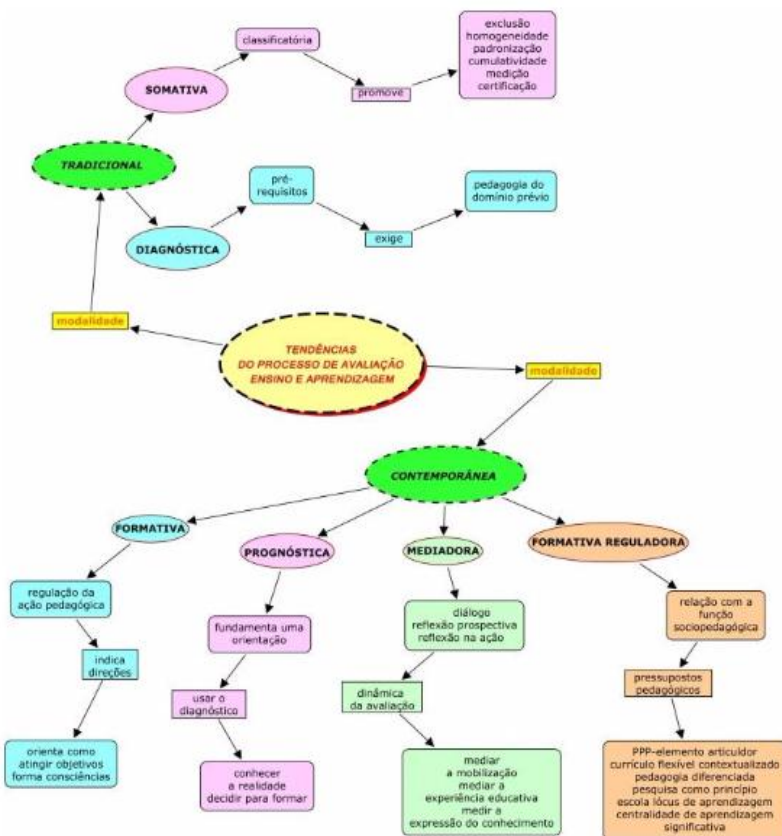 classificatória
exclusão
homogeneidade
padronização
cumulatividade
medição
certificação
SOMATIVA
promove
TRADICIONAL
pré-
requisitos
pedagogia do
domínio prévio
DIAGNÓSTICA
exige
modalidade
TENDÊNCIAS
DO PROCESSO DE AVALIAÇÃO
ENSINO E APRENDIZAGEM
modalidade
CONTEMPORÂNEA
FORMATIVA
PROGNÓSTICA
MEDIADORA
FORMATIVA REGULADORA
regulação da
ação pedagógica
fundamenta uma
orientação
diálogo
reflexão prospectiva
reflexão na ação
relação com a
função
sociopedagógica
indica
direções
usar o
diagnóstico
dinâmica
da avaliação
pressupostos
pedagógicos
orienta como
atingir objetivos
forma consciências
conhecer
a realidade
decidir para formar
mediar
a mobilização
mediar a
experiência educativa
medir a
expressão do conhecimento
PPP-elemento articuldor
currículo flexível contextualizado
pedagogia diferenciada
pesquisa como princípio
escola lócus de aprendizagem
centralidade de aprendizagem
significativa